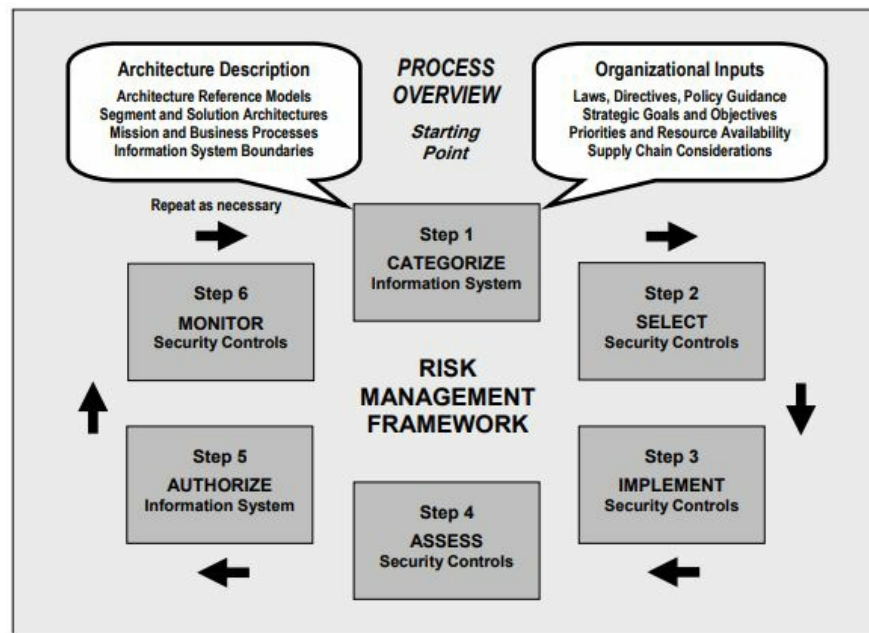 Architecture Description
Architecture Reference Models
Segment and Solution Architectures
Mission and Business Processes
Information System Boundaries
PROCESS
OVERVIEW
Starting
Point
Organizational Inputs
Laws, Directives, Policy Guidance
Strategic Goals and Objectives
Priorities and Resource Availability
Supply Chain Considerations
Repeat as necessary
Step 1
CATEGORIZE
Information System
Step 2
SELECT
Security Controls
Step 3
IMPLEMENT
Security Controls
Step 4
ASSESS
Security Controls
Step 5
AUTHORIZE
Information System
Step 6
MONITOR
Security Controls
RISK
MANAGEMENT
FRAMEWORK